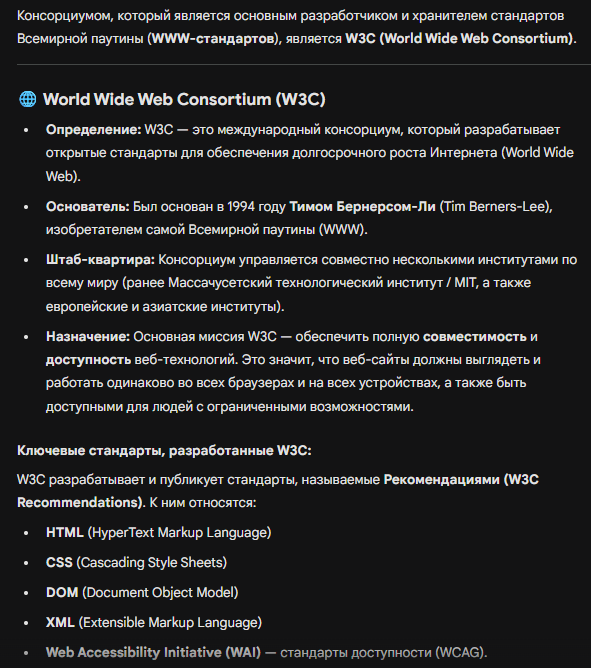 Консорциумом, который является основным разработчиком и хранителем стандартов
Всемирной паутины (WWW-стандартов), является W3C (World Wide Web Consortium).
World Wide Web Consortium (W3C)
• Определение: W3C — это международный консорциум, который разрабатывает
открытые стандарты для обеспечения долгосрочного роста Интернета (World Wide
Web).
• Основатель: Был основан в 1994 году Тимом Бернерсом-Ли (Tim Berners-Lee),
изобретателем самой Всемирной паутины (WWW).
• Штаб-квартира: Консорциум управляется совместно несколькими институтами по
всему миру (ранее Массачусетский технологический институт / MIT, а также
европейские и азиатские институты).
• Назначение: Основная миссия W3C — обеспечить полную совместимость и
доступность веб-технологий. Это значит, что веб-сайты должны выглядеть и
работать одинаково во всех браузерах и на всех устройствах, а также быть
доступными для людей с ограниченными возможностями.
Ключевые стандарты, разработанные W3C:
W3C разрабатывает и публикует стандарты, называемые Рекомендациями (W3C
Recommendations). К ним относятся:
• HTML (HyperText Markup Language)
• CSS (Cascading Style Sheets)
• DOM (Document Object Model)
• XML (Extensible Markup Language)
• Web Accessibility Initiative (WAI) — стандарты доступности (WCAG).